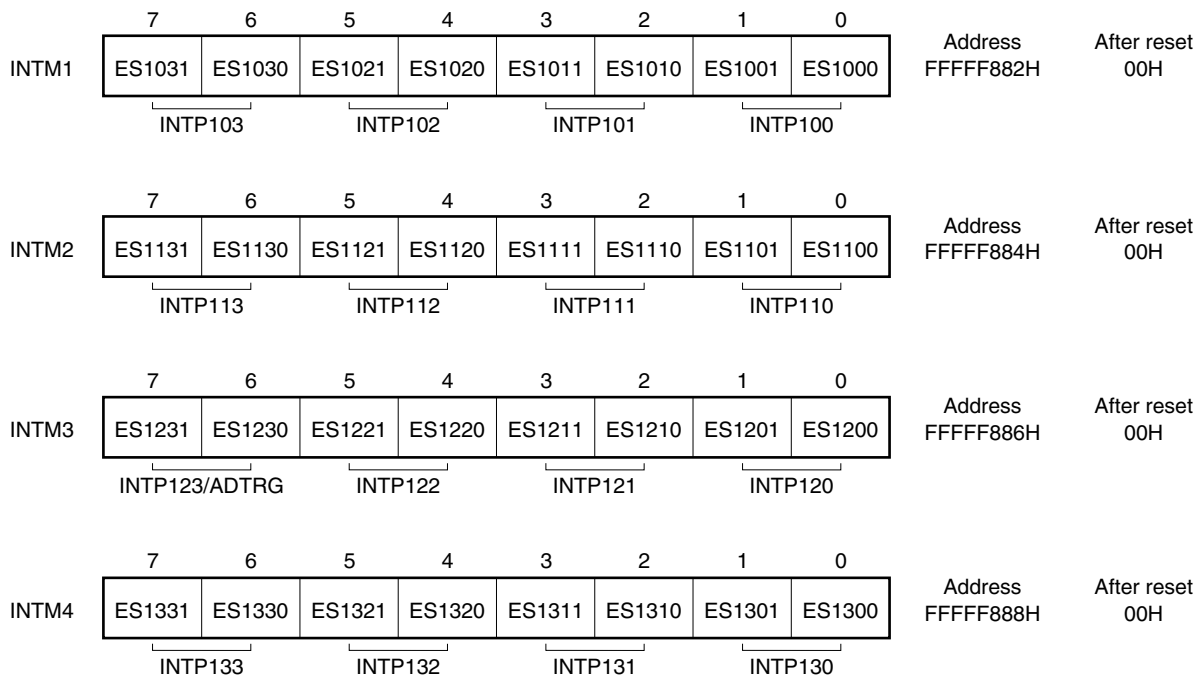 7 6 5 4 3 2 1 0
Address After reset
INTM1 ES1031 ES1030 ES1021 ES1020 ES1011 ES1010 ES1001 ES1000 FFFFF882H 00H
INTP103 INTP102 INTP101 INTP100
7 6 5 4 3 2 1 0
Address After reset
INTM2 ES1131 ES1130 ES1121 ES1120 ES1111 ES1110 ES1101 ES1100 FFFFF884H 00H
INTP113 INTP112 INTP111 INTP110
7 6 5 4 3 2 1 0
Address After reset
INTM3 ES1231 ES1230 ES1221 ES1220 ES1211 ES1210 ES1201 ES1200 FFFFF886H 00H
INTP123/ADTRG INTP122 INTP121 INTP120
7 6 5 4 3 2 1 0
Address After reset
INTM4 ES1331 ES1330 ES1321 ES1320 ES1311 ES1310 ES1301 ES1300 FFFFF888H 00H
INTP133 INTP132 INTP131 INTP130